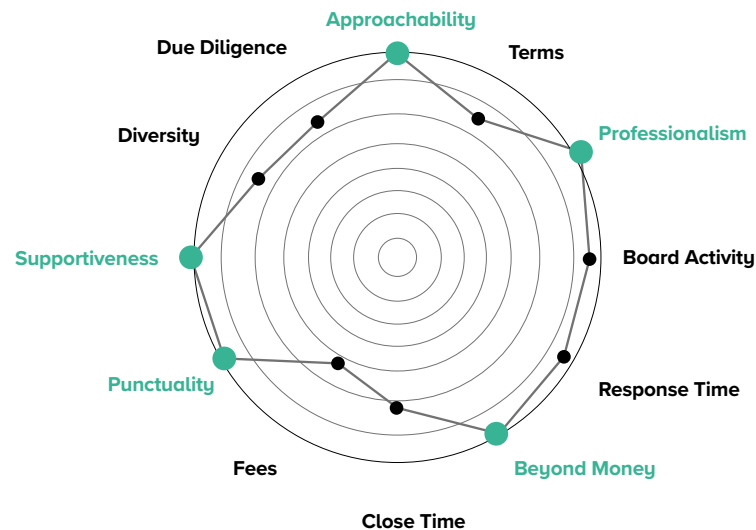 Approachability
Due Diligence
Terms
Diversity
Professionalism
Supportiveness
Board Activity
Punctuality
Response Time
Fees
Beyond Money
Close Time